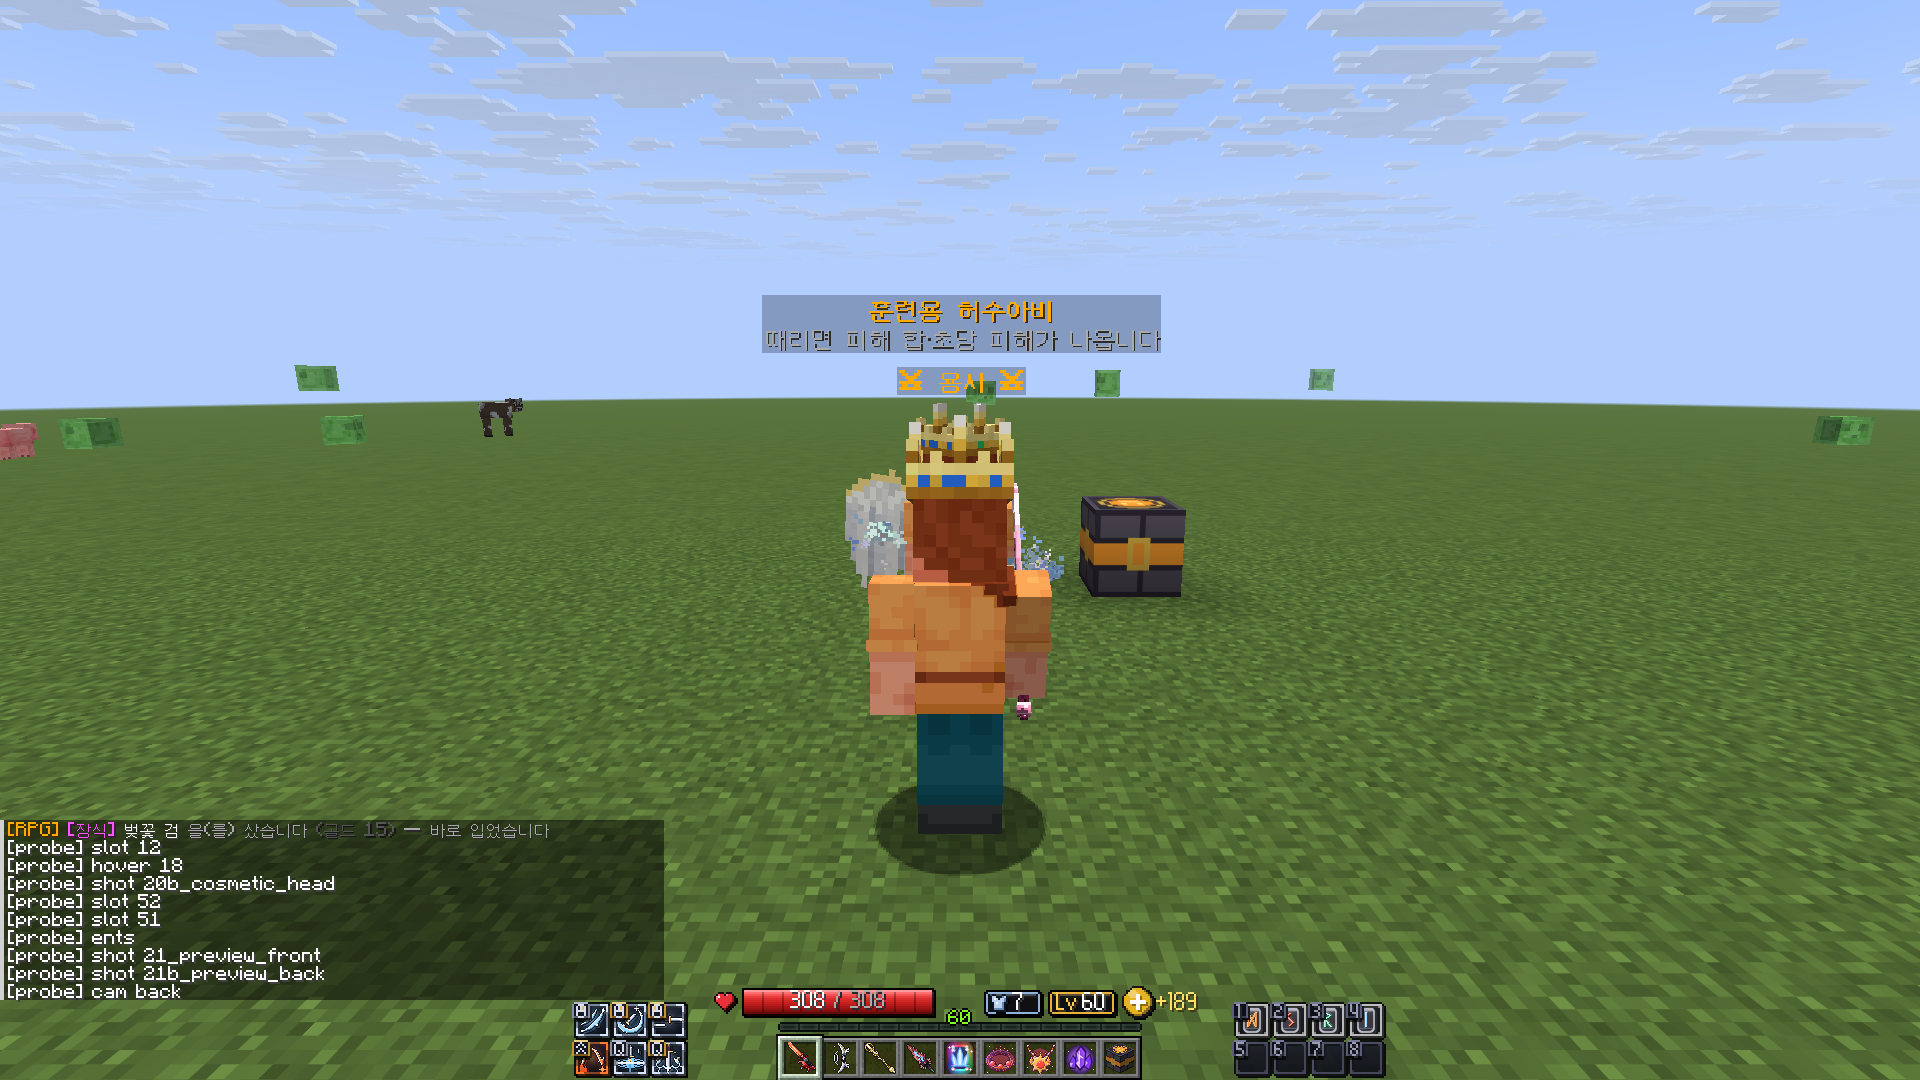 훈련용 허수아비
때리면 피해 합·초당 피해가 나옵니다
용사
[RPG] [장식] 벚꽃 검 을(를) 샀습니다 (골드 15) — 바로 입었습니다
[probe] slot 12
[probe] hover 18
[probe] shot 20b_cosmetic_head
[probe] slot 52
[probe] slot 51
[probe] ents
[probe] shot 21_preview_front
[probe] shot 21b_preview_back
[probe] cam back
308 / 308
7
Lv 60
+189
60
Q Q
1 2 3 4
5 6 7 8